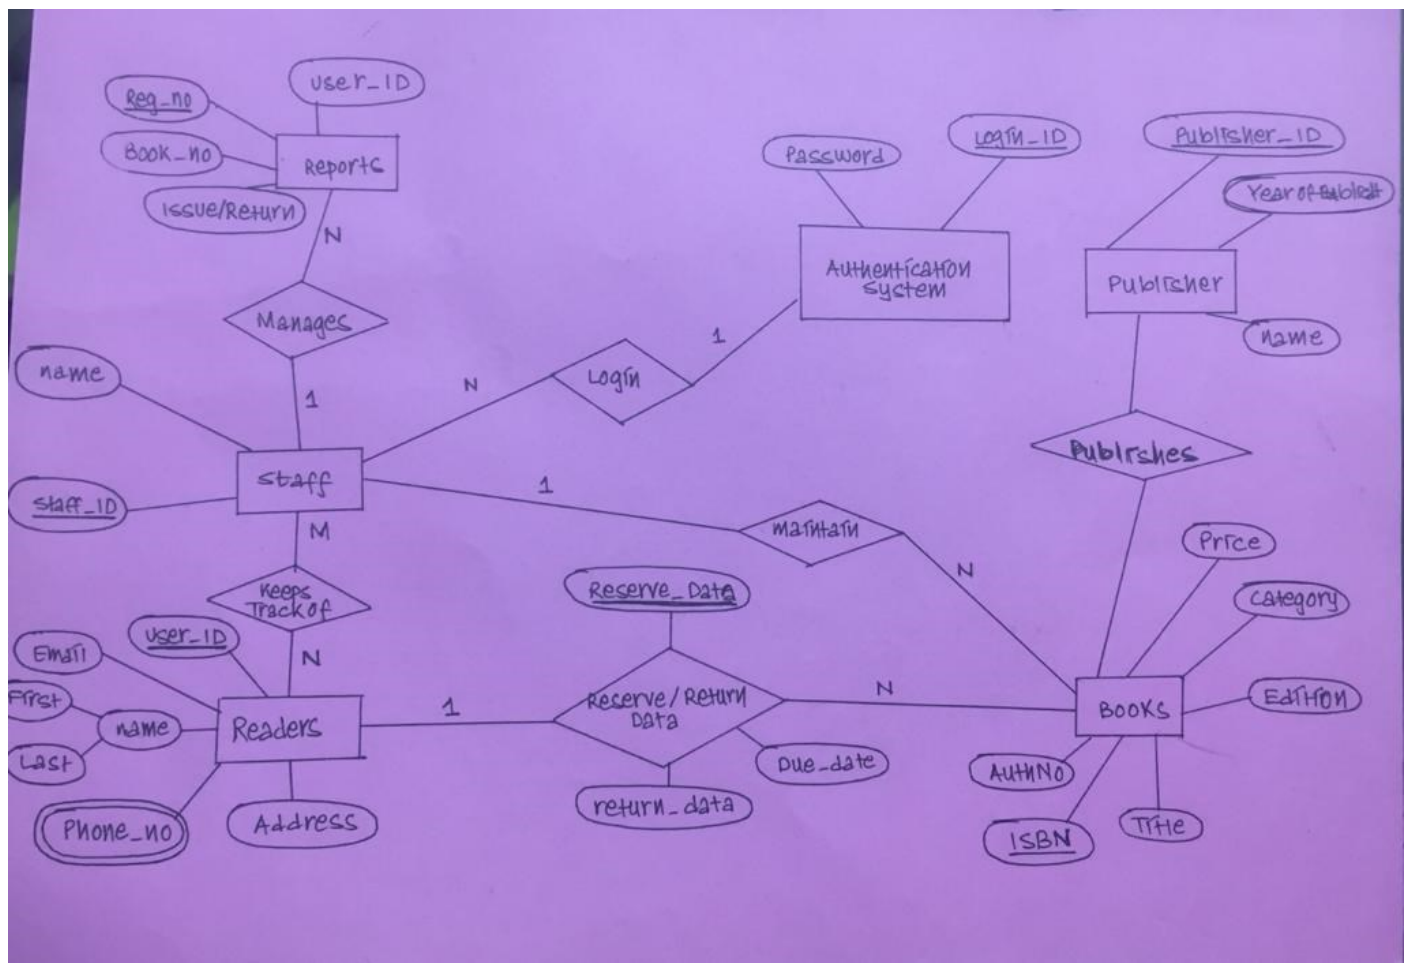 user_ID
Reg_no
Book_no
Reports
Issue/Return
N
Manages
1
Password
Login_ID
Authentication
system
Publisher_ID
Publisher
name
Publishes
name
N
Login
1
Staff
Staff_ID
1
maintain
N
M
Keeps
Track of
N
Reserve_Data
Price
category
Edition
BOOKS
AuthNo
ISBN
Title
user_ID
Email
First
name
Last
Readers
Phone_no
Address
1
Reserve/Return
Data
N
Due_date
return_data